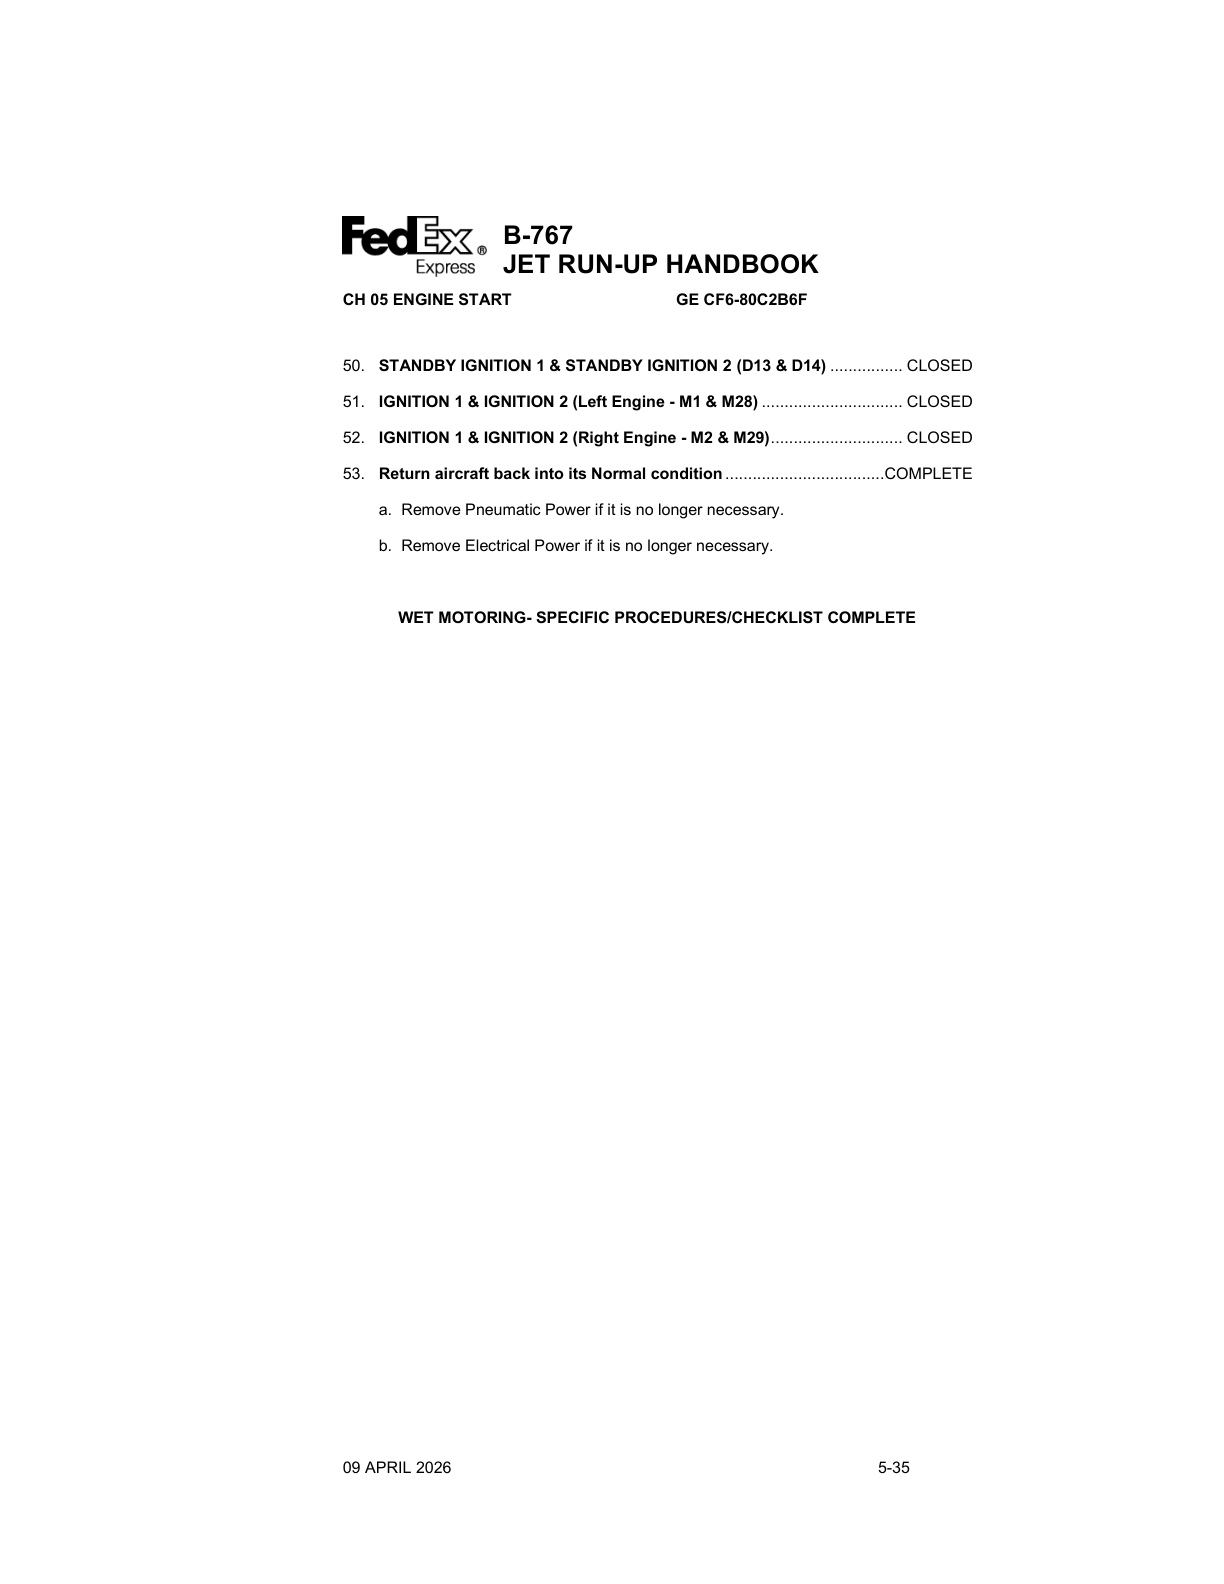 FedEx® Express
B-767
JET RUN-UP HANDBOOK
CH 05 ENGINE START GE CF6-80C2B6F
50. STANDBY IGNITION 1 & STANDBY IGNITION 2 (D13 & D14) ................ CLOSED
51. IGNITION 1 & IGNITION 2 (Left Engine - M1 & M28) ............................... CLOSED
52. IGNITION 1 & IGNITION 2 (Right Engine - M2 & M29)............................. CLOSED
53. Return aircraft back into its Normal condition...................................COMPLETE
a. Remove Pneumatic Power if it is no longer necessary.
b. Remove Electrical Power if it is no longer necessary.
WET MOTORING- SPECIFIC PROCEDURES/CHECKLIST COMPLETE
09 APRIL 2026 5-35